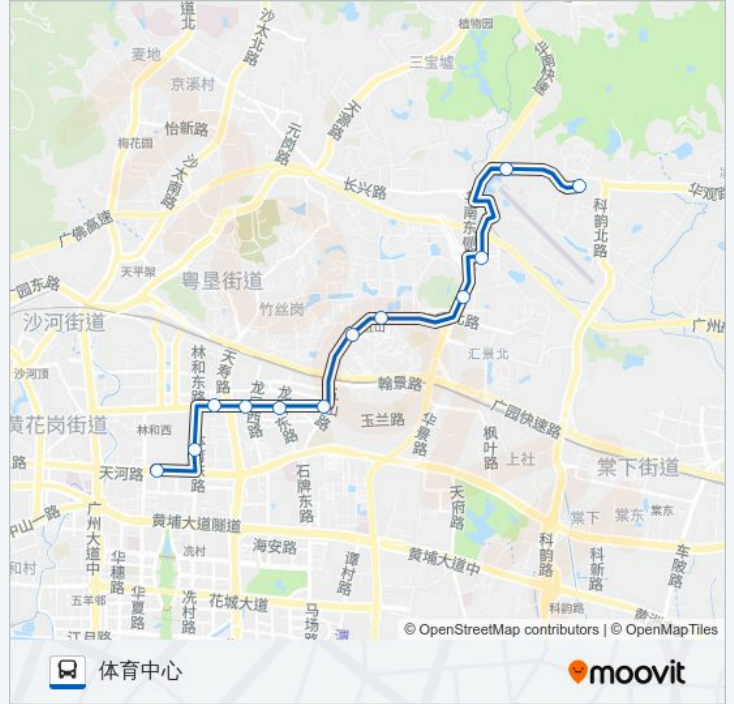 道北
沙太北路
植物园
华南快速
麦地
三宝墟
京溪村
天源路
怡新路
元岗路
梅花园
沙太南路
长兴路
华观路
科韵北路
广佛高速
天平架
粤垦街道
广园东路
竹丝岗
沙河街道
广州
汇景北
林和东路
天寿路
沙河顶
翰景路
黄花岗街道
玉兰路
华景路
广园快速路
林和西
枫叶路
上社
棠下街道
路
天河路
石牌东路
天府路
广州大道中
黄埔大道隧道
棠下
棠东
棠东
中山一路
海安路
冼村
黄埔大道中
科韵路
科新路
车陂路
和村
华穗路
谭村路
五羊邨
华夏路
冼村路
花城大道
马场路
科韵路
江月路
潭
© OpenStreetMap contributors | © OpenMapTiles
体育中心
moovit